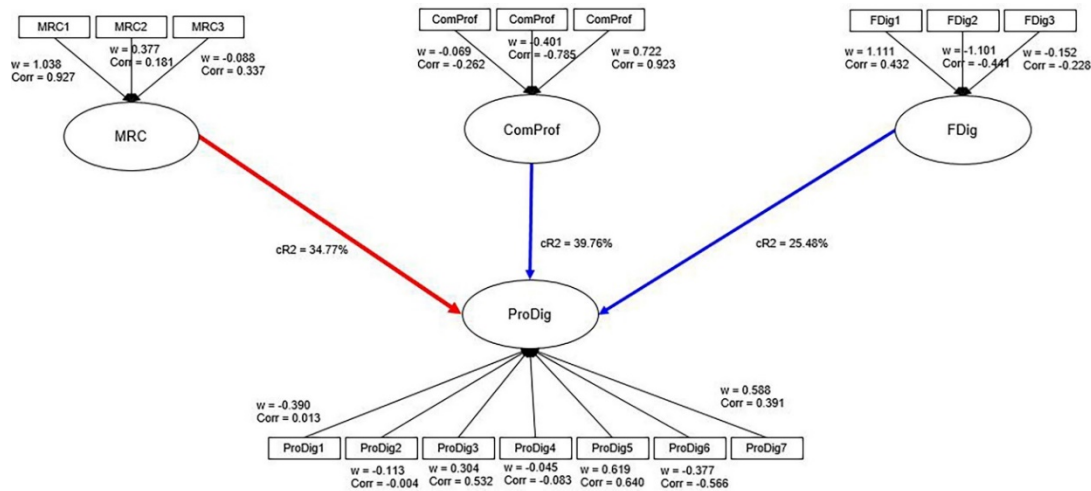 MRC1 MRC2 MRC3
ComProf ComProf ComProf
FDig1 FDig2 FDig3
w = 1.038
Corr = 0.927
w = 0.377
Corr = 0.181
w = -0.088
Corr = 0.337
w = -0.069
Corr = -0.262
w = -0.401
Corr = -0.785
w = 0.722
Corr = 0.923
w = 1.111
Corr = 0.432
w = -1.101
Corr = -0.441
w = -0.152
Corr = -0.228
MRC
ComProf
FDig
cR2 = 34.77%
cR2 = 39.76%
cR2 = 25.48%
ProDig
w = -0.390
Corr = 0.013
w = 0.588
Corr = 0.391
ProDig1 ProDig2 ProDig3 ProDig4 ProDig5 ProDig6 ProDig7
w = -0.113
Corr = -0.004
w = 0.304
Corr = 0.532
w = -0.045
Corr = -0.083
w = 0.619
Corr = 0.640
w = -0.377
Corr = -0.566